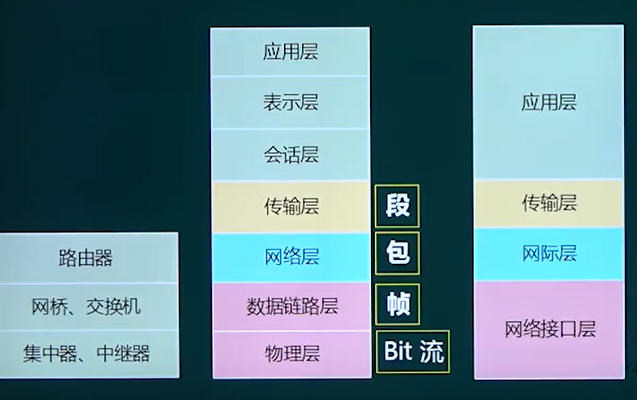 应用层
表示层
会话层
传输层
网络层
数据链路层
物理层
段
包
帧
Bit 流
路由器
网桥、交换机
集中器、中继器
应用层
传输层
网际层
网络接口层